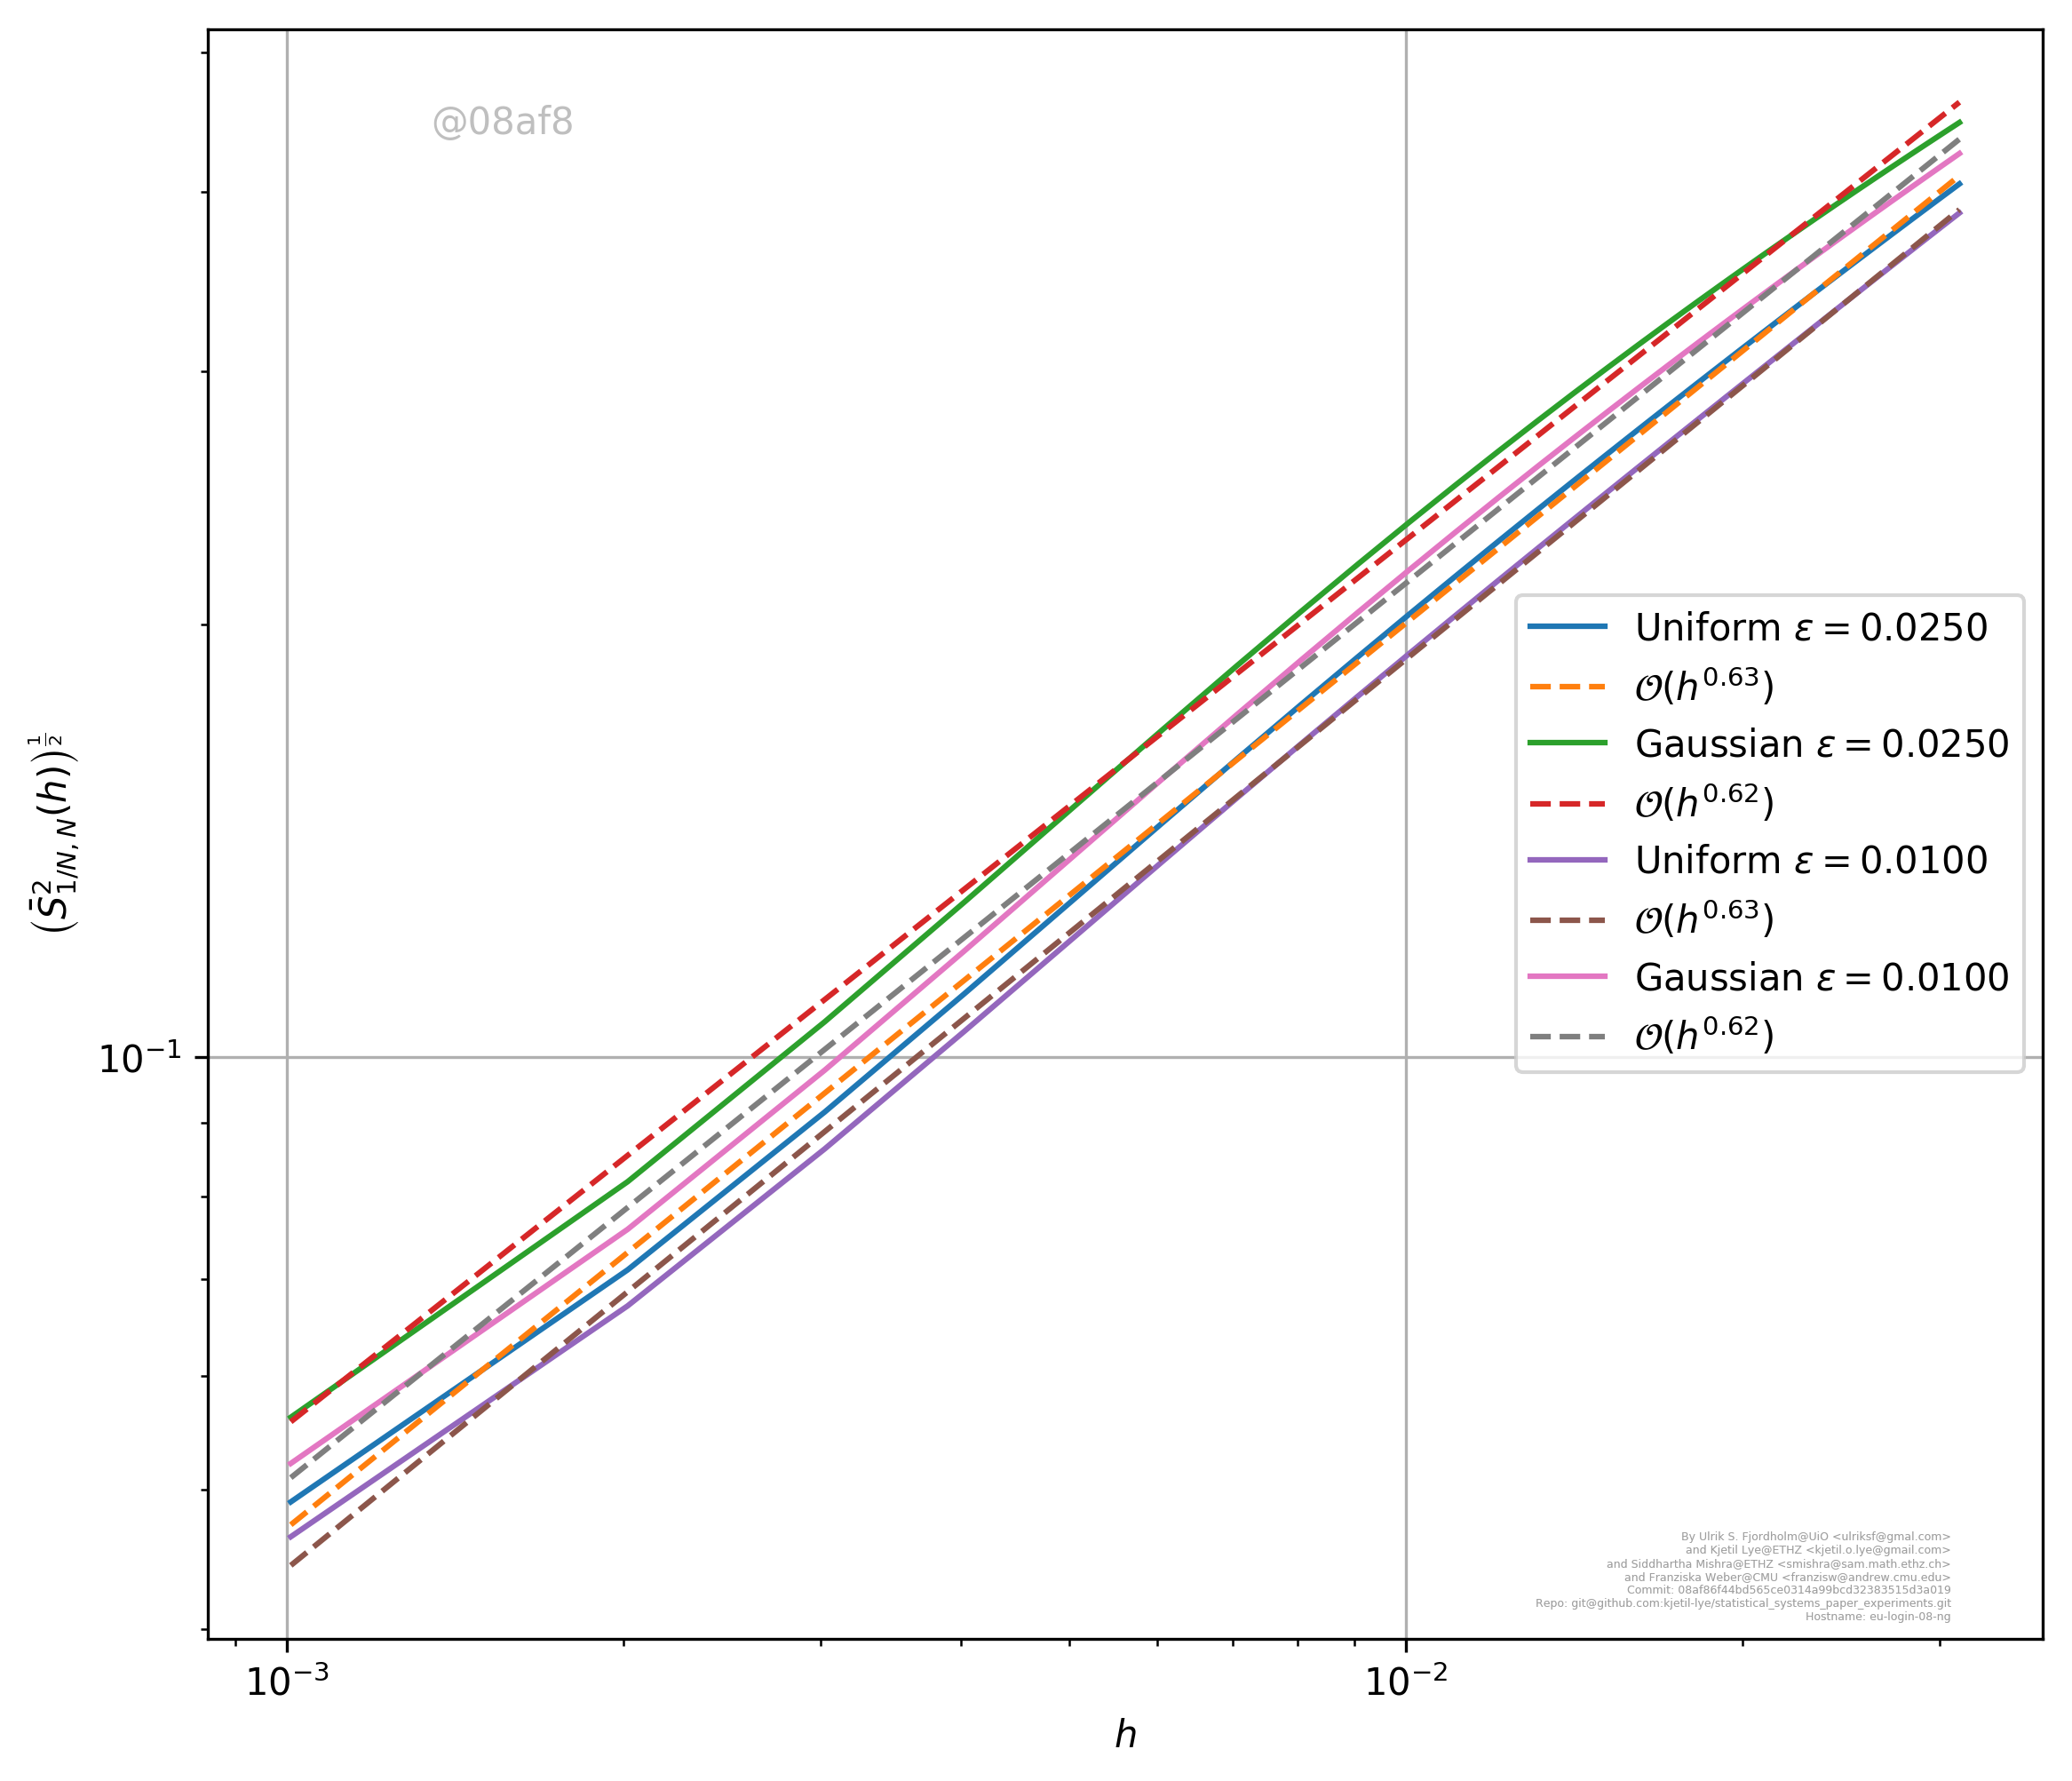 @08af8
(S̄²_{1/N,N}(h))^{1/2}
10⁻¹
Uniform ε = 0.0250
𝒪(h^{0.63})
Gaussian ε = 0.0250
𝒪(h^{0.62})
Uniform ε = 0.0100
𝒪(h^{0.63})
Gaussian ε = 0.0100
𝒪(h^{0.62})
By Ulrik S. Fjordholm@UiO <ulriksf@gmal.com>
and Kjetil Lye@ETHZ <kjetil.o.lye@gmail.com>
and Siddhartha Mishra@ETHZ <smishra@sam.math.ethz.ch>
and Franziska Weber@CMU <franzisw@andrew.cmu.edu>
Commit: 08af86f44bd565ce0314a99bcd32383515d3a019
Repo: git@github.com:kjetil-lye/statistical_systems_paper_experiments.git
Hostname: eu-login-08-ng
10⁻³ 10⁻²
h